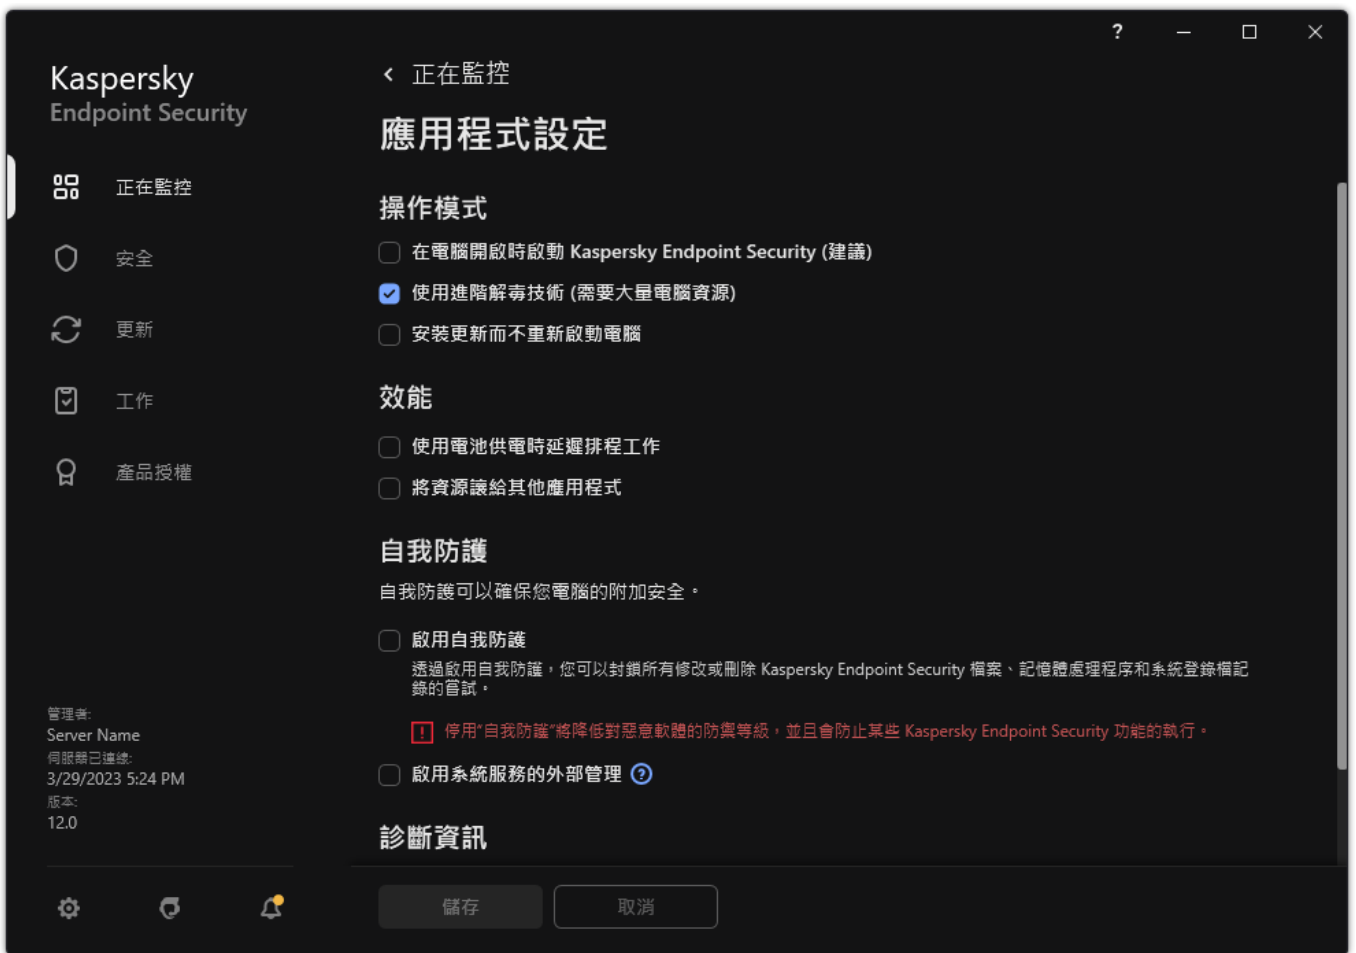 ?
Kaspersky
Endpoint Security
正在監控
安全
更新
工作
產品授權
管理者:
Server Name
伺服器已連線:
3/29/2023 5:24 PM
版本:
12.0
正在監控
應用程式設定
操作模式
在電腦開啟時啟動 Kaspersky Endpoint Security (建議)
使用進階解毒技術 (需要大量電腦資源)
安裝更新而不重新啟動電腦
效能
使用電池供電時延遲排程工作
將資源讓給其他應用程式
自我防護
自我防護可以確保您電腦的附加安全。
啟用自我防護
透過啟用自我防護，您可以封鎖所有修改或刪除 Kaspersky Endpoint Security 檔案、記憶體處理程序和系統登錄檔記
錄的嘗試。
停用“自我防護”將降低對惡意軟體的防禦等級，並且會防止某些 Kaspersky Endpoint Security 功能的執行。
啟用系統服務的外部管理 ?
診斷資訊
儲存
取消